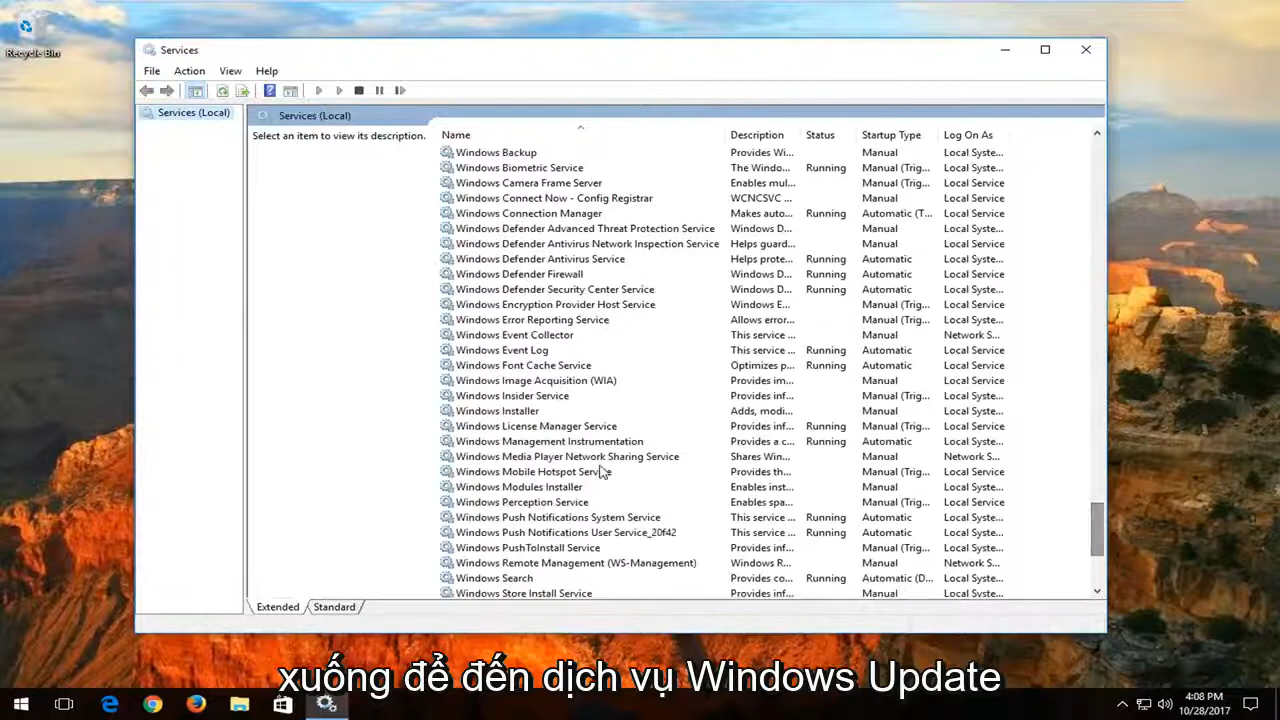 Recycle Bin
Services
File Action View Help
Services (Local)
Services (Local)
Select an item to view its description.
Name Description Status Startup Type Log On As
Windows Backup Provides Wi... Manual Local Syste...
Windows Biometric Service The Windo... Running Manual (Trig... Local Syste...
Windows Camera Frame Server Enables mul... Manual (Trig... Local Service
Windows Connect Now - Config Registrar WCNCSVC ... Manual Local Service
Windows Connection Manager Makes auto... Running Automatic (T... Local Service
Windows Defender Advanced Threat Protection Service Windows D... Manual Local Syste...
Windows Defender Antivirus Network Inspection Service Helps guard... Manual Local Service
Windows Defender Antivirus Service Helps prote... Running Automatic Local Syste...
Windows Defender Firewall Windows D... Running Automatic Local Service
Windows Defender Security Center Service Windows D... Running Automatic Local Syste...
Windows Encryption Provider Host Service Windows E... Manual (Trig... Local Service
Windows Error Reporting Service Allows error... Manual (Trig... Local Syste...
Windows Event Collector This service ... Manual Network S...
Windows Event Log This service ... Running Automatic Local Service
Windows Font Cache Service Optimizes p... Running Automatic Local Service
Windows Image Acquisition (WIA) Provides im... Manual Local Service
Windows Insider Service Provides inf... Manual (Trig... Local Syste...
Windows Installer Adds, modi... Manual Local Syste...
Windows License Manager Service Provides inf... Running Manual (Trig... Local Service
Windows Management Instrumentation Provides a c... Running Automatic Local Syste...
Windows Media Player Network Sharing Service Shares Win... Manual Network S...
Windows Mobile Hotspot Service Provides th... Manual (Trig... Local Service
Windows Modules Installer Enables inst... Manual Local Syste...
Windows Perception Service Enables spa... Manual (Trig... Local Service
Windows Push Notifications System Service This service ... Running Automatic Local Syste...
Windows Push Notifications User Service_20f42 This service ... Running Automatic Local Syste...
Windows PushToInstall Service Provides inf... Manual (Trig... Local Syste...
Windows Remote Management (WS-Management) Windows R... Manual Network S...
Windows Search Provides co... Running Automatic (D... Local Syste...
Windows Store Install Service Provides inf... Manual Local Syste...
Extended Standard
xuống để đến dịch vụ Windows Update
4:08 PM
10/28/2017